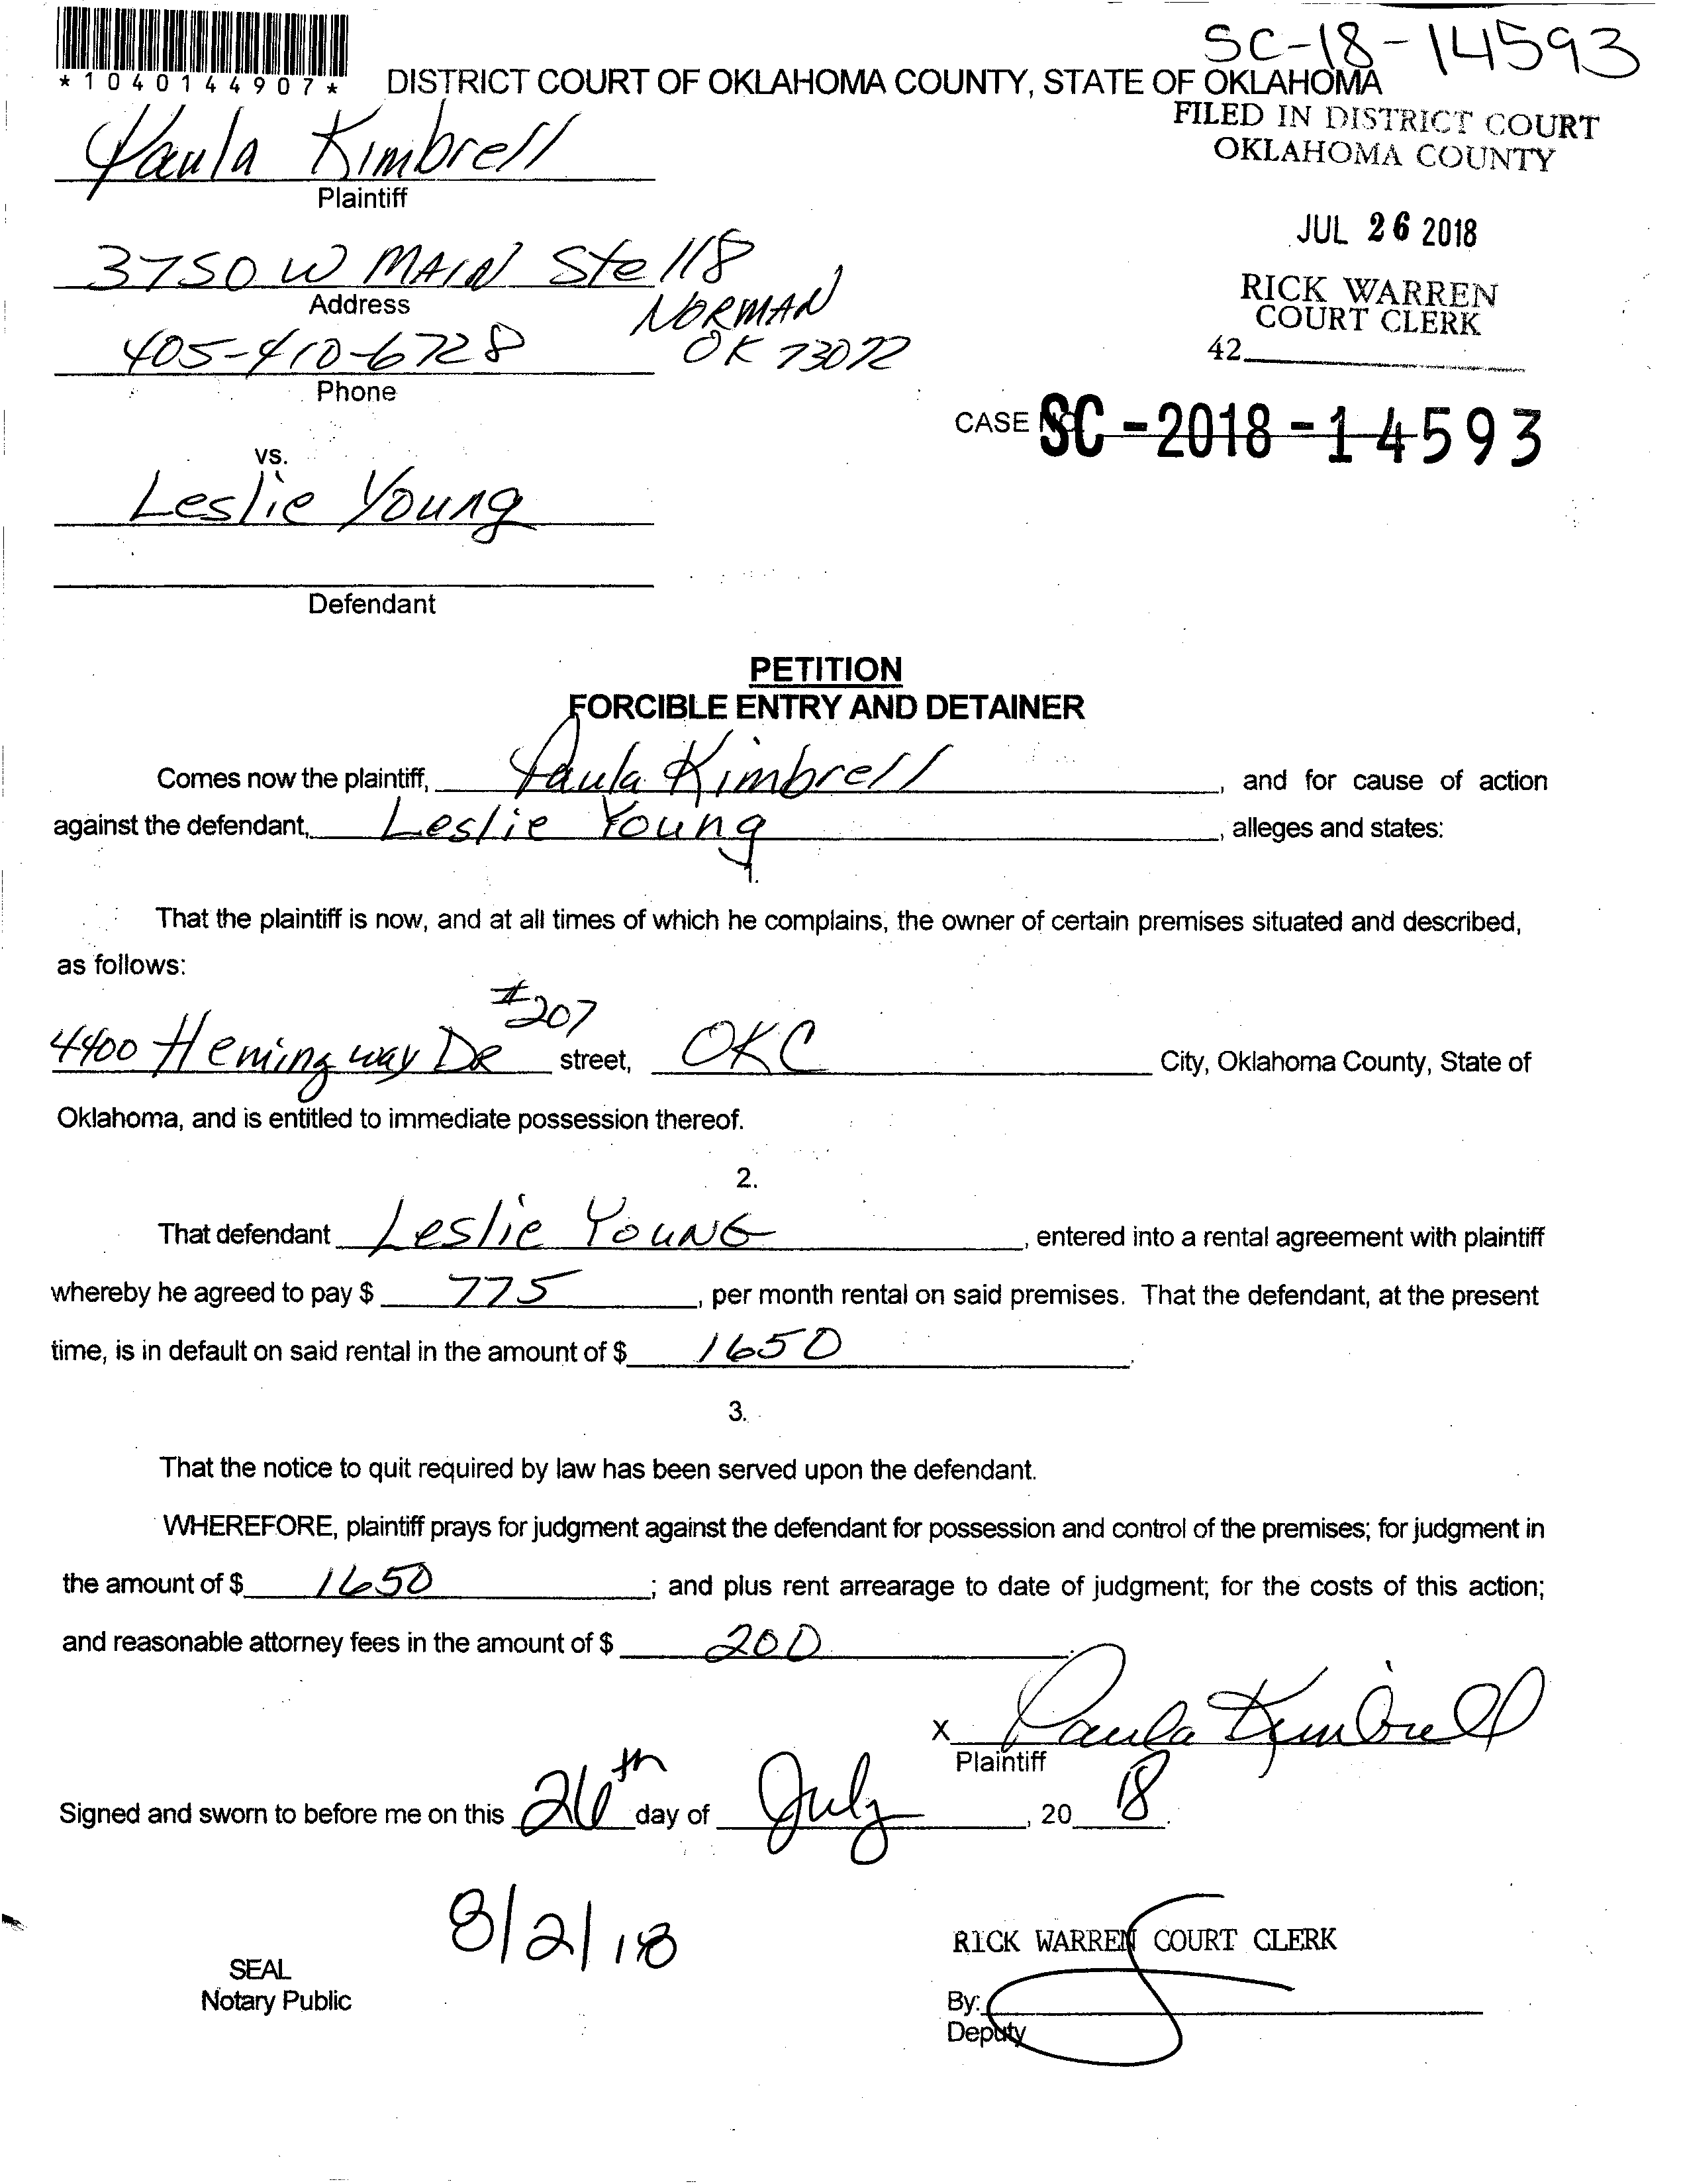 SC-18-14593
*1040144907*
DISTRICT COURT OF OKLAHOMA COUNTY, STATE OF OKLAHOMA
FILED IN DISTRICT COURT
OKLAHOMA COUNTY
Paula Kimbrell
Plaintiff
JUL 26 2018
3750 W MAIN Ste 118
Address
NORMAN
OK 73072
RICK WARREN
COURT CLERK
42
405-410-6728
Phone
CASE NO SC-2018-14593
vs.
Leslie Young
Defendant
PETITION
FORCIBLE ENTRY AND DETAINER
Comes now the plaintiff, Paula Kimbrell, and for cause of action
against the defendant, Leslie Young, alleges and states:
1.
That the plaintiff is now, and at all times of which he complains, the owner of certain premises situated and described,
as follows:
#207
4400 Hemingway DR street, OKC City, Oklahoma County, State of
Oklahoma, and is entitled to immediate possession thereof.
2.
That defendant Leslie YOUNG, entered into a rental agreement with plaintiff
whereby he agreed to pay $ 775, per month rental on said premises. That the defendant, at the present
time, is in default on said rental in the amount of $ 1650.
3.
That the notice to quit required by law has been served upon the defendant.
WHEREFORE, plaintiff prays for judgment against the defendant for possession and control of the premises; for judgment in
the amount of $ 1650; and plus rent arrearage to date of judgment; for the costs of this action;
and reasonable attorney fees in the amount of $ 200.
X Paula Kimbrell
Plaintiff
Signed and sworn to before me on this 26th day of July, 20 18.
8/2/18
SEAL
Notary Public
RICK WARREN COURT CLERK
By:
Deputy